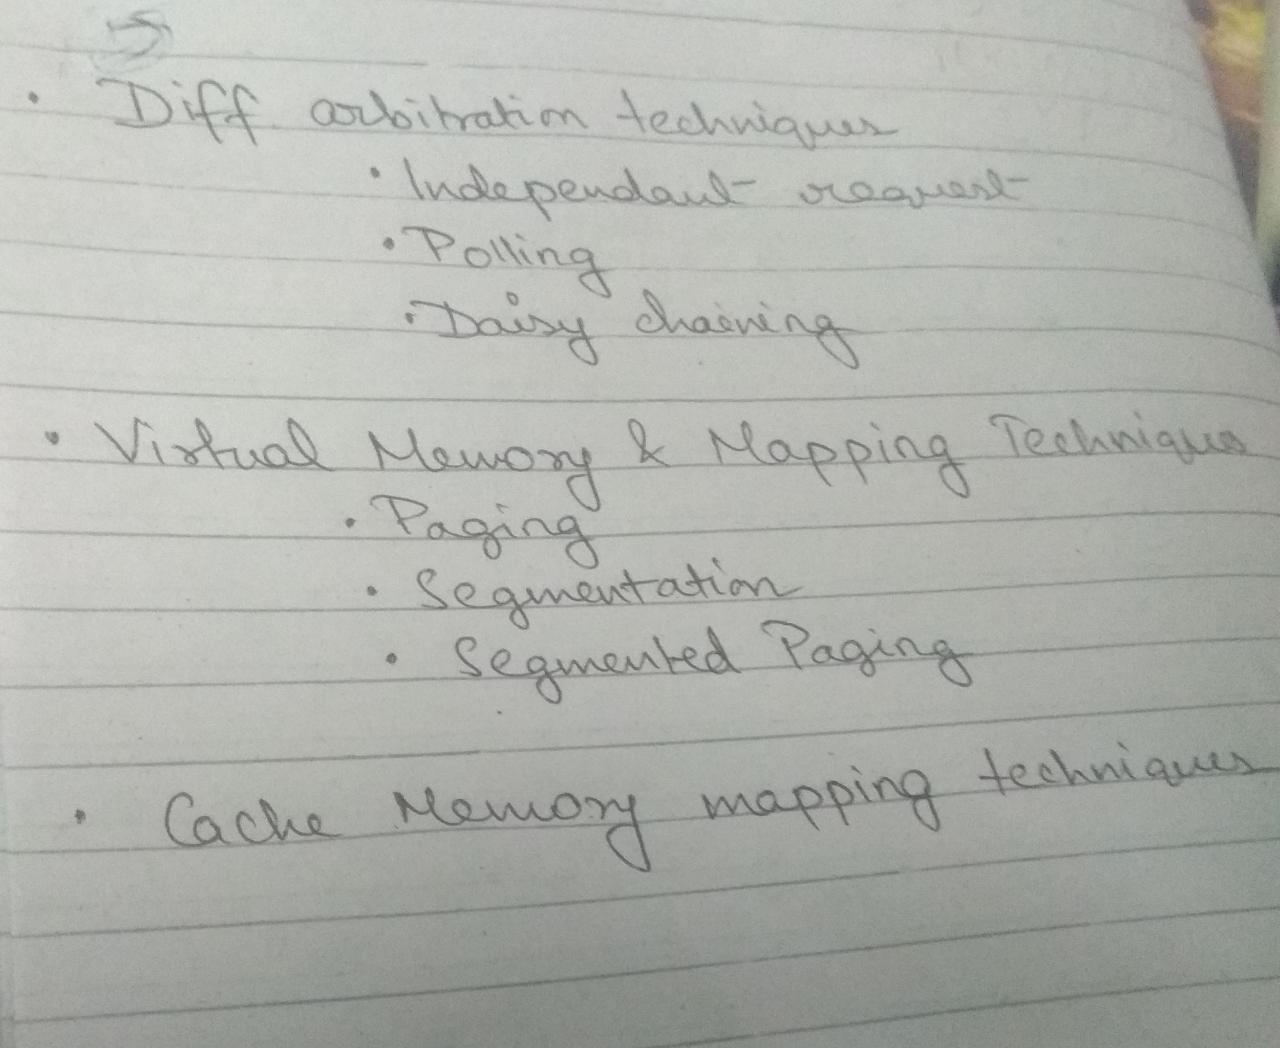 5
• Diff arbitration techniques
• Independant request
• Polling
• Daisy chaining
• Virtual Memory & Mapping Techniques
• Paging
• Segmentation
• Segmented Paging
• Cache Memory mapping techniques